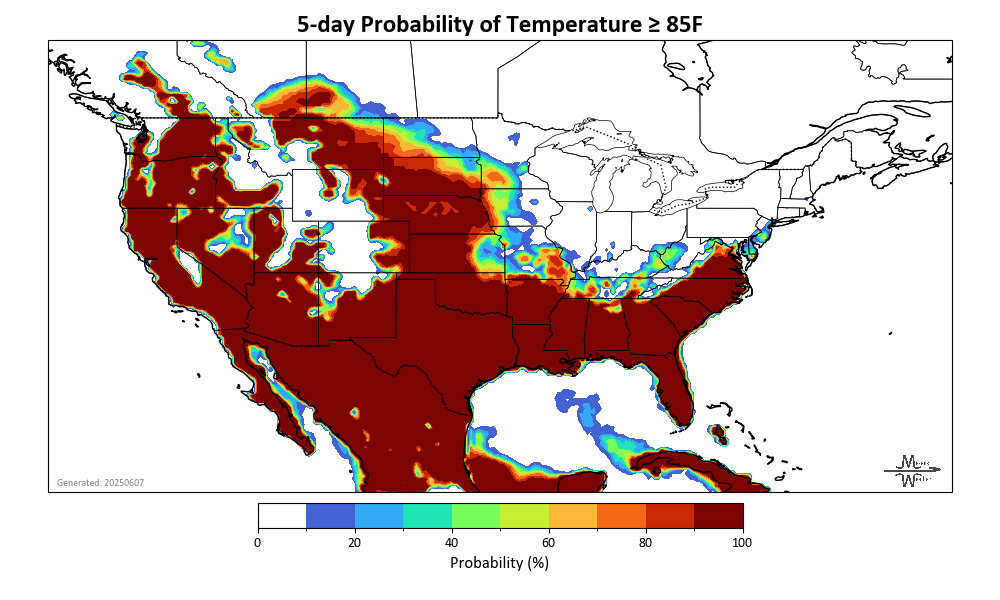 5-day Probability of Temperature ≥ 85F
Generated: 20250607
0 20 40 60 80 100
Probability (%)